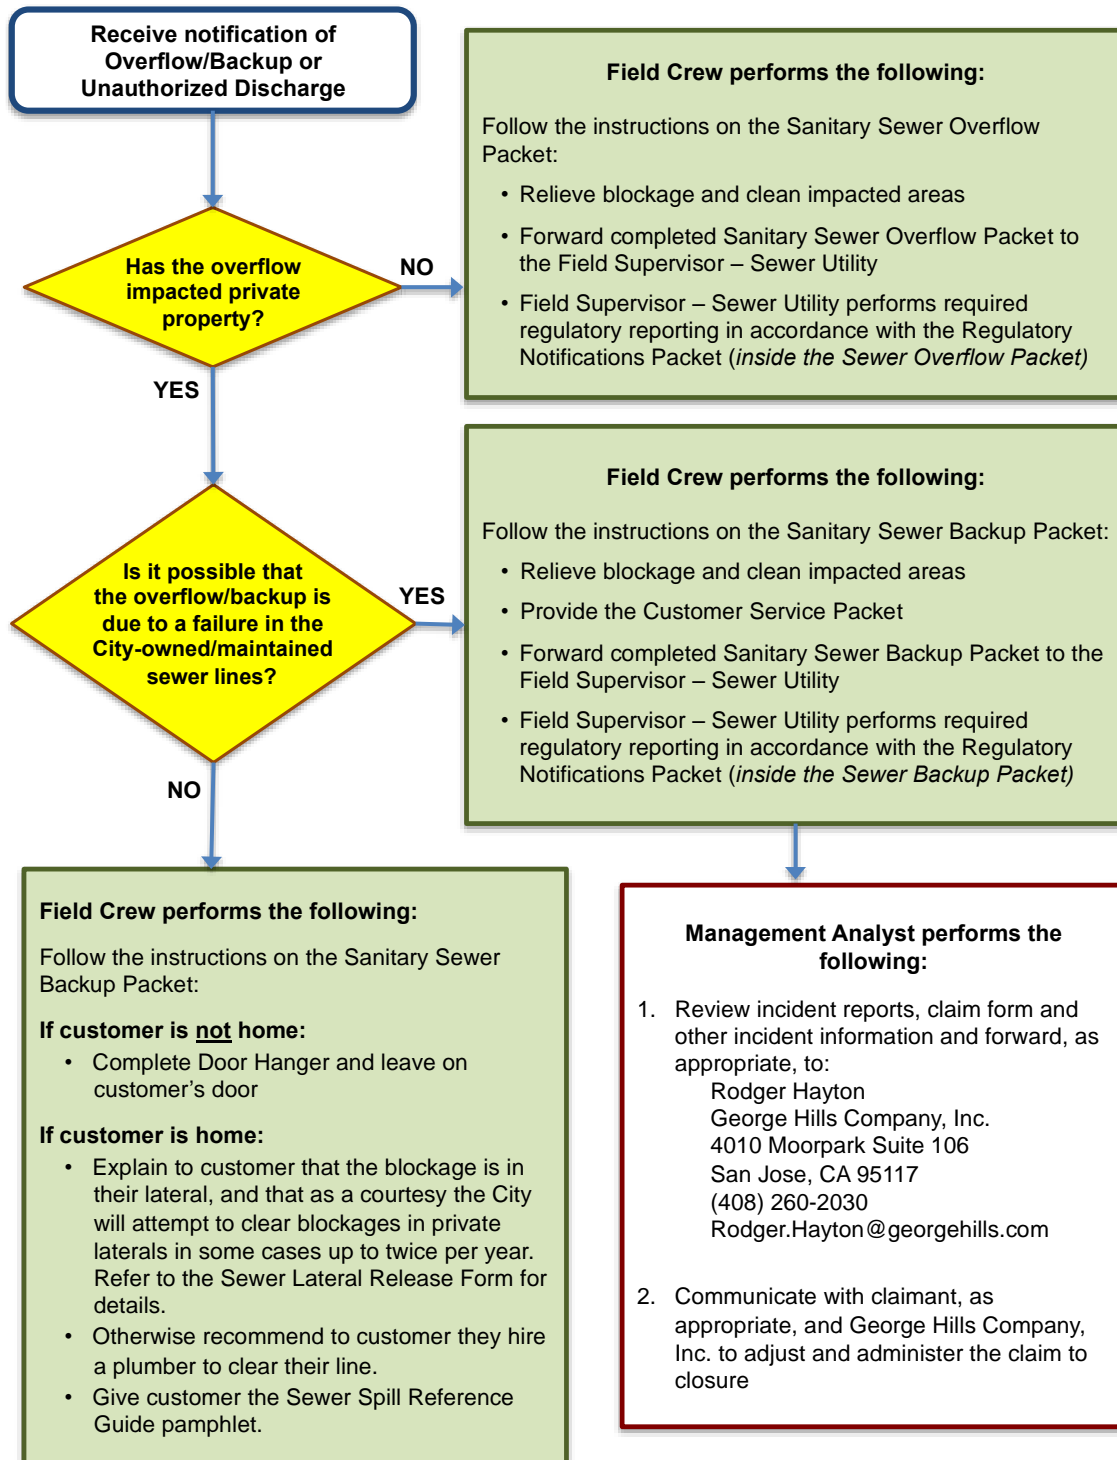 Receive notification of
Overflow/Backup or
Unauthorized Discharge
Has the overflow
impacted private
property?
NO
YES
Field Crew performs the following:
Follow the instructions on the Sanitary Sewer Overflow
Packet:
• Relieve blockage and clean impacted areas
• Forward completed Sanitary Sewer Overflow Packet to
the Field Supervisor – Sewer Utility
• Field Supervisor – Sewer Utility performs required
regulatory reporting in accordance with the Regulatory
Notifications Packet (inside the Sewer Overflow Packet)
Is it possible that
the overflow/backup is
due to a failure in the
City-owned/maintained
sewer lines?
YES
NO
Field Crew performs the following:
Follow the instructions on the Sanitary Sewer Backup Packet:
• Relieve blockage and clean impacted areas
• Provide the Customer Service Packet
• Forward completed Sanitary Sewer Backup Packet to the
Field Supervisor – Sewer Utility
• Field Supervisor – Sewer Utility performs required
regulatory reporting in accordance with the Regulatory
Notifications Packet (inside the Sewer Backup Packet)
Field Crew performs the following:
Follow the instructions on the Sanitary Sewer
Backup Packet:
If customer is not home:
• Complete Door Hanger and leave on
customer’s door
If customer is home:
• Explain to customer that the blockage is in
their lateral, and that as a courtesy the City
will attempt to clear blockages in private
laterals in some cases up to twice per year.
Refer to the Sewer Lateral Release Form for
details.
• Otherwise recommend to customer they hire
a plumber to clear their line.
• Give customer the Sewer Spill Reference
Guide pamphlet.
Management Analyst performs the
following:
1. Review incident reports, claim form and
other incident information and forward, as
appropriate, to:
Rodger Hayton
George Hills Company, Inc.
4010 Moorpark Suite 106
San Jose, CA 95117
(408) 260-2030
Rodger.Hayton@georgehills.com
2. Communicate with claimant, as
appropriate, and George Hills Company,
Inc. to adjust and administer the claim to
closure